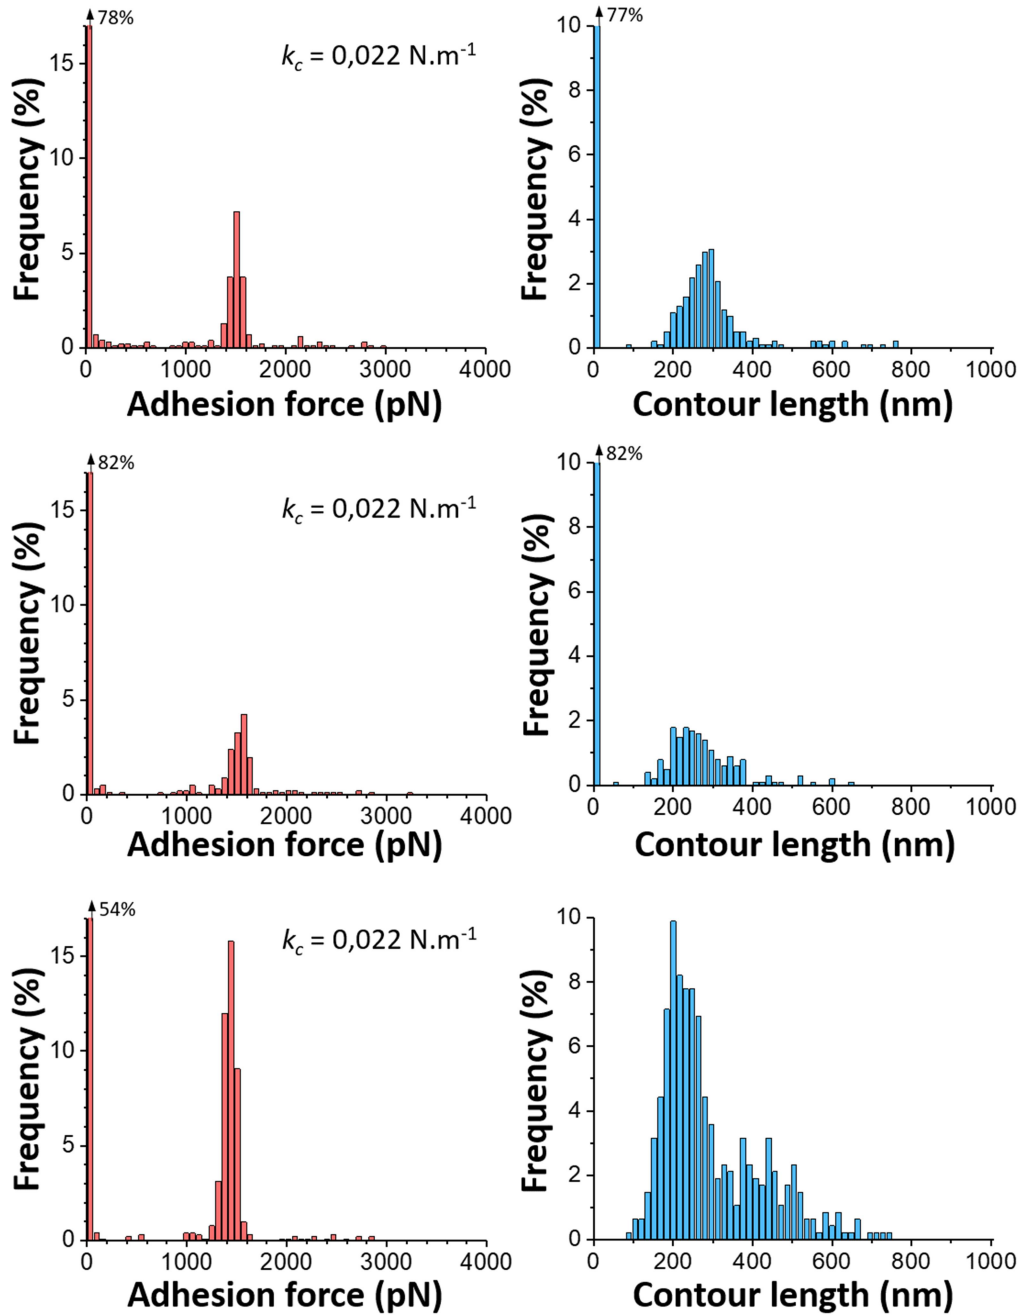 78%
k_c = 0,022 N.m⁻¹
15
10
5
0
0 1000 2000 3000 4000
Frequency (%)
Adhesion force (pN)
77%
10
8
6
4
2
0
0 200 400 600 800 1000
Frequency (%)
Contour length (nm)
82%
k_c = 0,022 N.m⁻¹
15
10
5
0
0 1000 2000 3000 4000
Frequency (%)
Adhesion force (pN)
82%
10
8
6
4
2
0
0 200 400 600 800 1000
Frequency (%)
Contour length (nm)
54%
k_c = 0,022 N.m⁻¹
15
10
5
0
0 1000 2000 3000 4000
Frequency (%)
Adhesion force (pN)
10
8
6
4
2
0
0 200 400 600 800 1000
Frequency (%)
Contour length (nm)